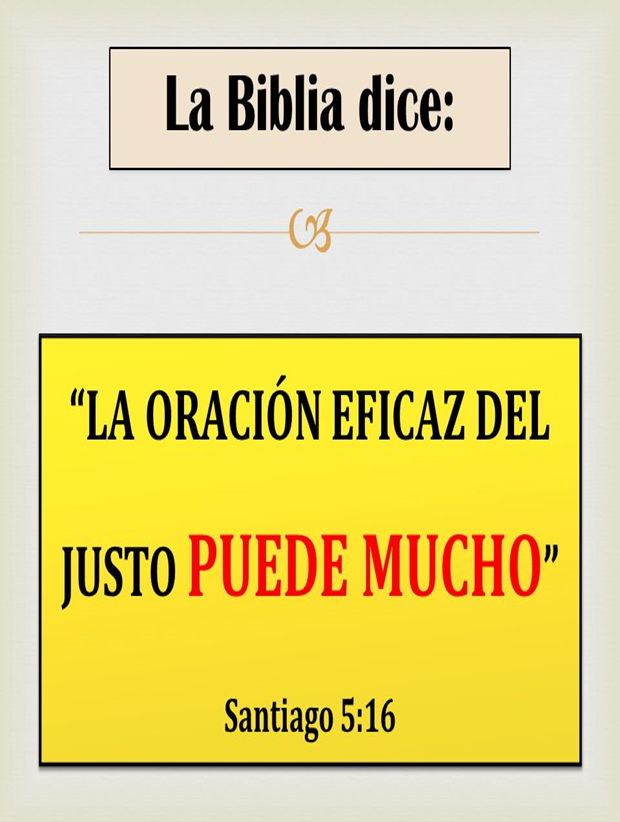 La Biblia dice:
“LA ORACIÓN EFICAZ DEL
JUSTO PUEDE MUCHO”
Santiago 5:16